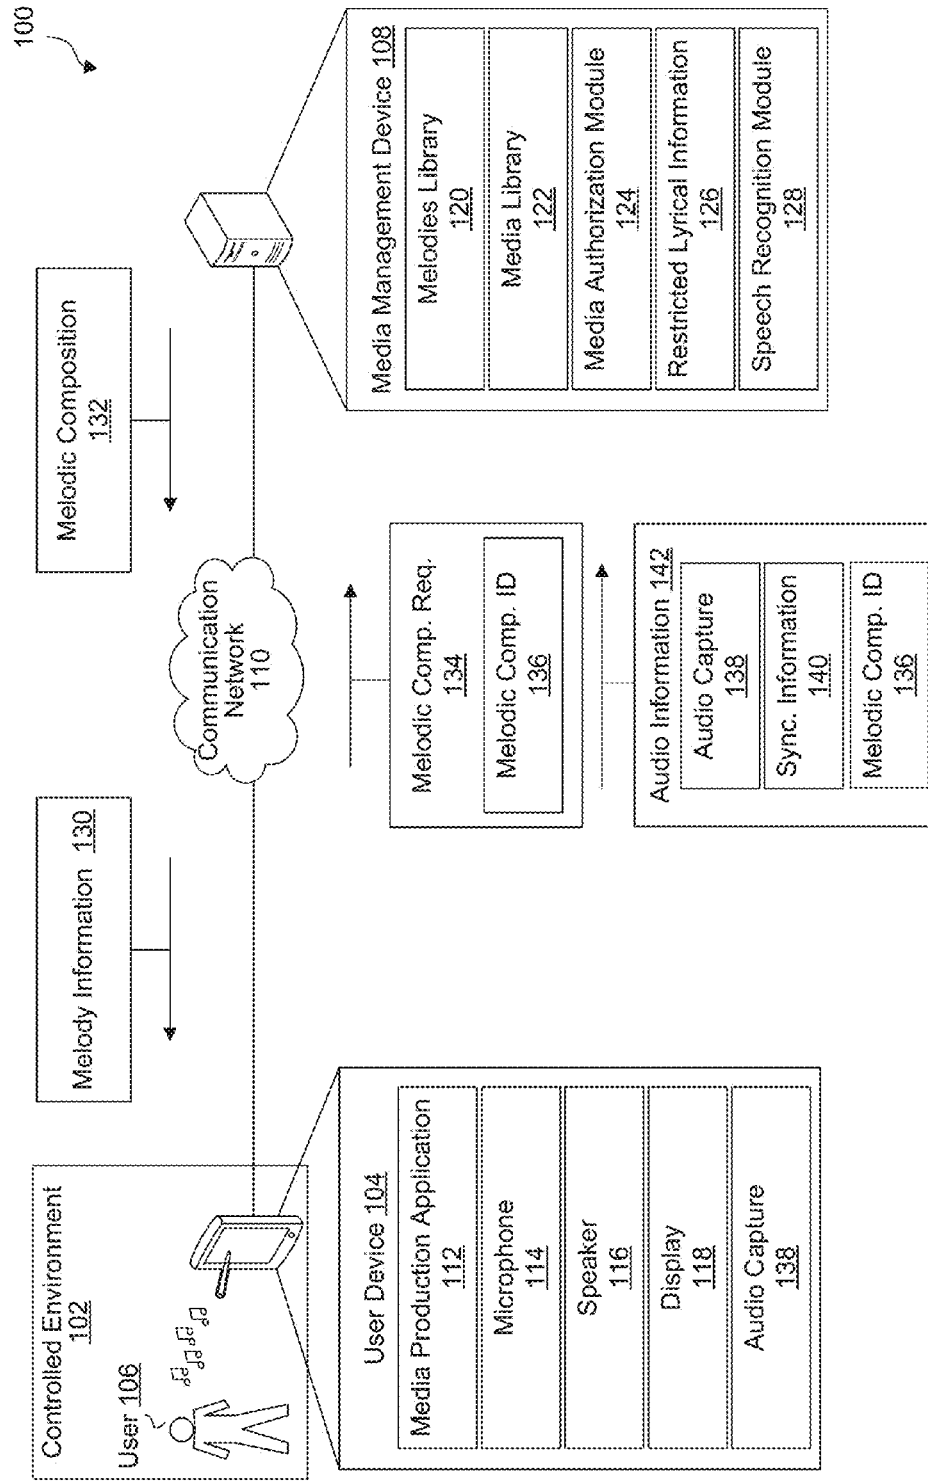 100
Controlled Environment
102
User 106
User Device 104
Media Production Application
112
Microphone
114
Speaker
116
Display
118
Audio Capture
138
Melody Information 130
Communication
Network
110
Melodic Composition
132
Melodic Comp. Req.
134
Melodic Comp. ID
136
Audio Information 142
Audio Capture
138
Sync. Information
140
Melodic Comp. ID
136
Media Management Device 108
Melodies Library
120
Media Library
122
Media Authorization Module
124
Restricted Lyrical Information
126
Speech Recognition Module
128